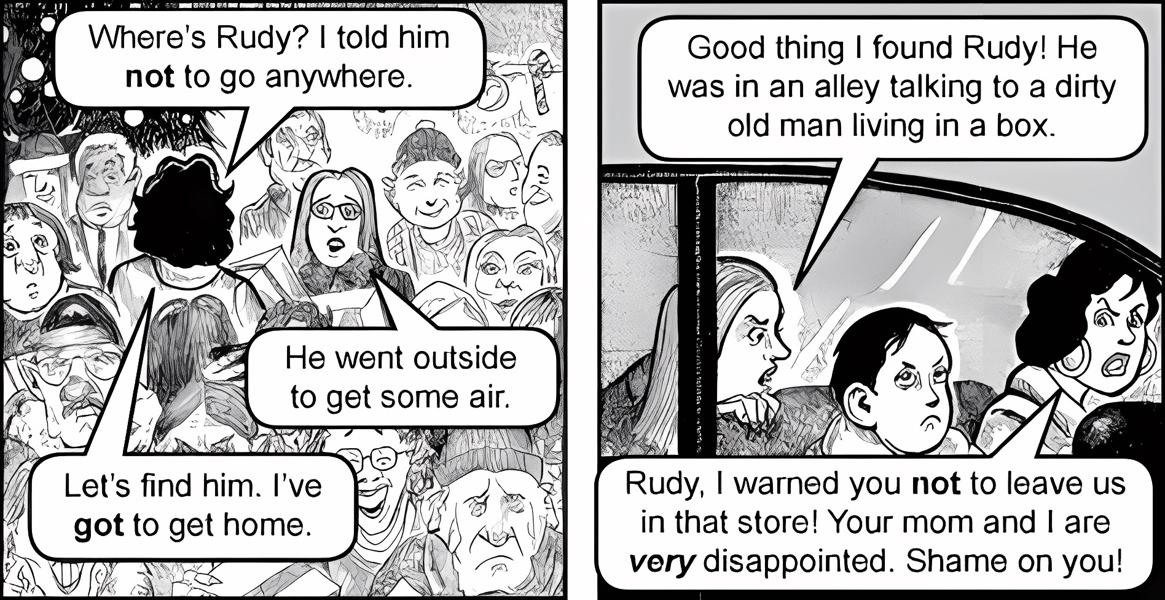 Where's Rudy? I told him
not to go anywhere.
He went outside
to get some air.
Let's find him. I've
got to get home.
Good thing I found Rudy! He
was in an alley talking to a dirty
old man living in a box.
Rudy, I warned you not to leave us
in that store! Your mom and I are
very disappointed. Shame on you!